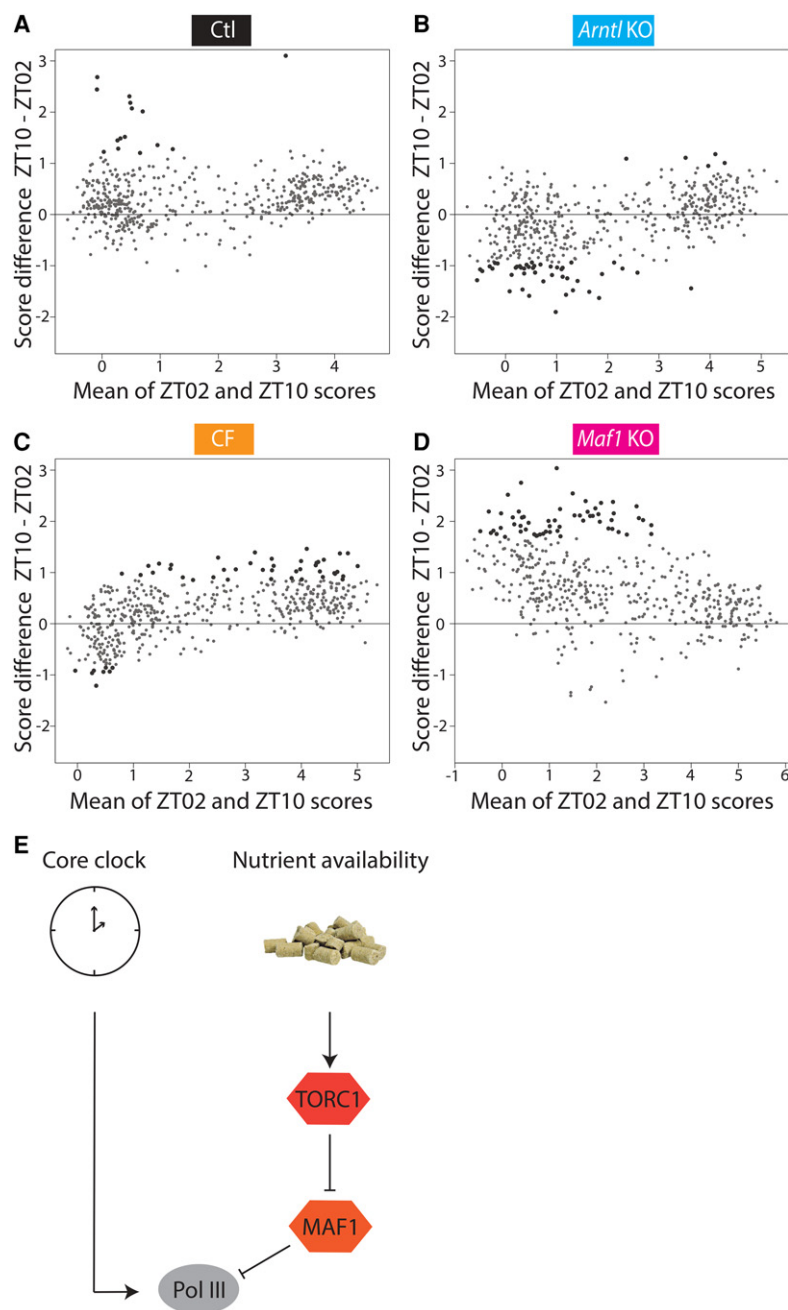 A
Ctl
Score difference ZT10 - ZT02
3
2
1
0
-1
-2
0 1 2 3 4
Mean of ZT02 and ZT10 scores
B
Arntl KO
Score difference ZT10 - ZT02
3
2
1
0
-1
-2
0 1 2 3 4 5
Mean of ZT02 and ZT10 scores
C
CF
Score difference ZT10 - ZT02
3
2
1
0
-1
-2
0 1 2 3 4 5
Mean of ZT02 and ZT10 scores
D
Maf1 KO
Score difference ZT10 - ZT02
3
2
1
0
-1
-2
-1 0 1 2 3 4 5 6
Mean of ZT02 and ZT10 scores
E
Core clock
Nutrient availability
TORC1
MAF1
Pol III